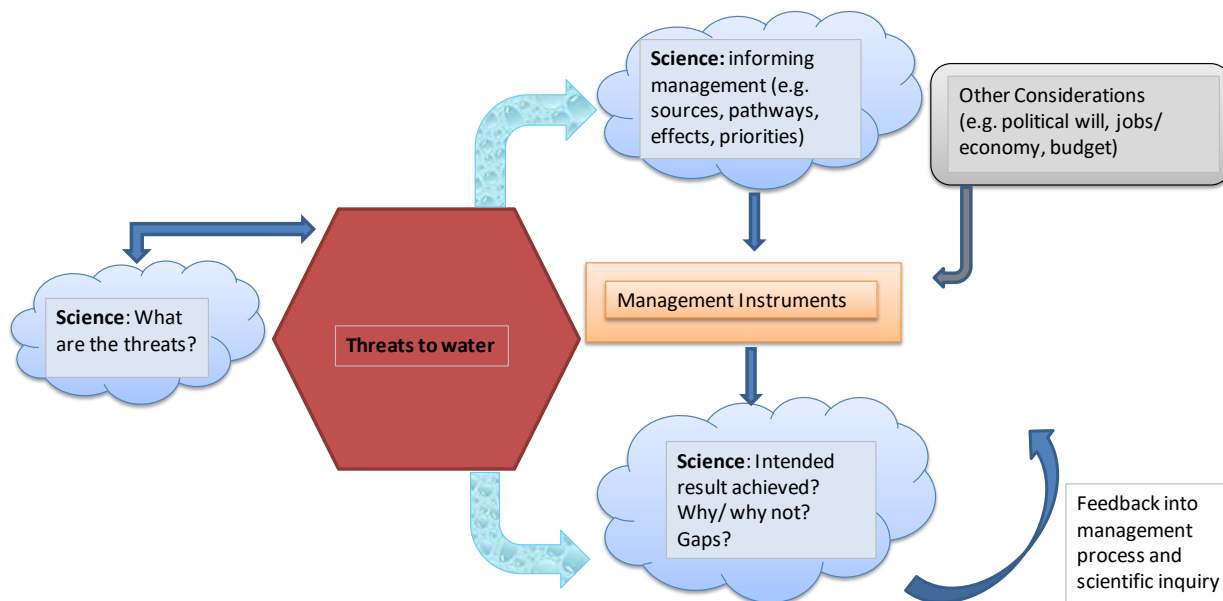 Science: informing
management (e.g.
sources, pathways,
effects, priorities)
Other Considerations
(e.g. political will, jobs/
economy, budget)
Science: What
are the threats?
Threats to water
Management Instruments
Science: Intended
result achieved?
Why/ why not?
Gaps?
Feedback into
management
process and
scientific inquiry